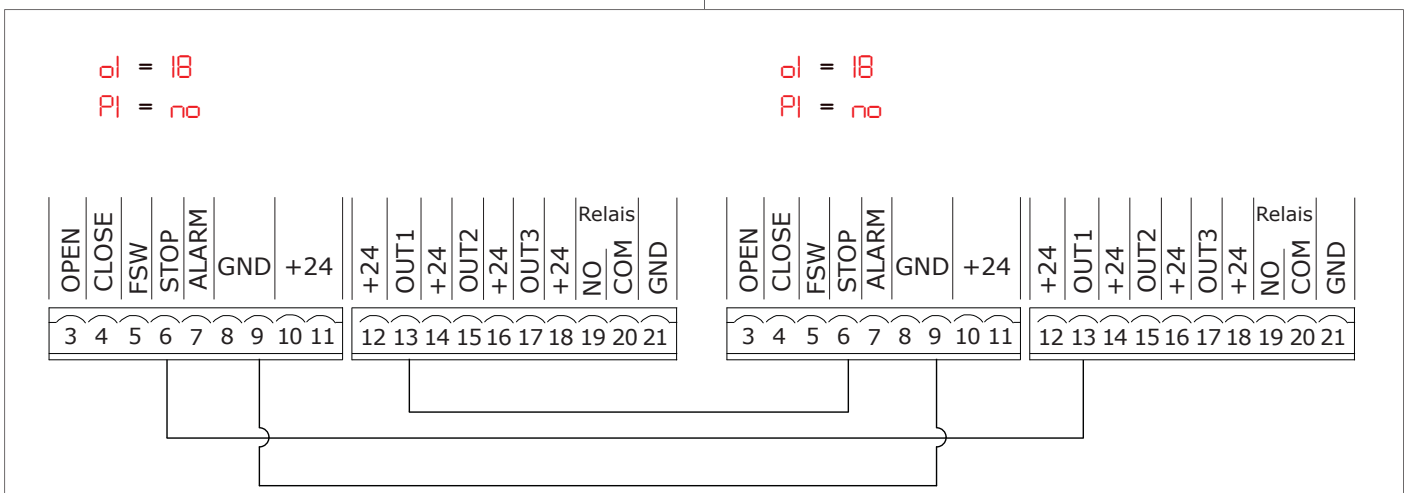 o1 = 18
P1 = no
o1 = 18
P1 = no
OPEN CLOSE FSW STOP ALARM GND +24
+24 OUT1 +24 OUT2 +24 OUT3 +24 Relais NO COM GND
3 4 5 6 7 8 9 10 11
12 13 14 15 16 17 18 19 20 21
OPEN CLOSE FSW STOP ALARM GND +24
+24 OUT1 +24 OUT2 +24 OUT3 +24 Relais NO COM GND
3 4 5 6 7 8 9 10 11
12 13 14 15 16 17 18 19 20 21